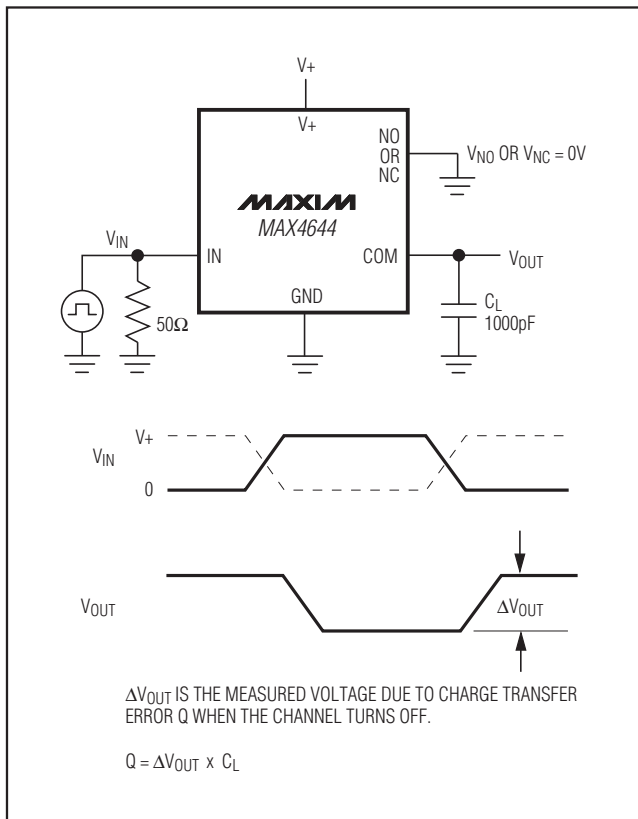 V+
V+
NO
OR
NC
VNO OR VNC = 0V
MAXIM
MAX4644
VIN
IN
COM
VOUT
GND
50Ω
CL
1000pF
V+
VIN
0
VOUT
ΔVOUT
ΔVOUT IS THE MEASURED VOLTAGE DUE TO CHARGE TRANSFER
ERROR Q WHEN THE CHANNEL TURNS OFF.
Q = ΔVOUT x CL